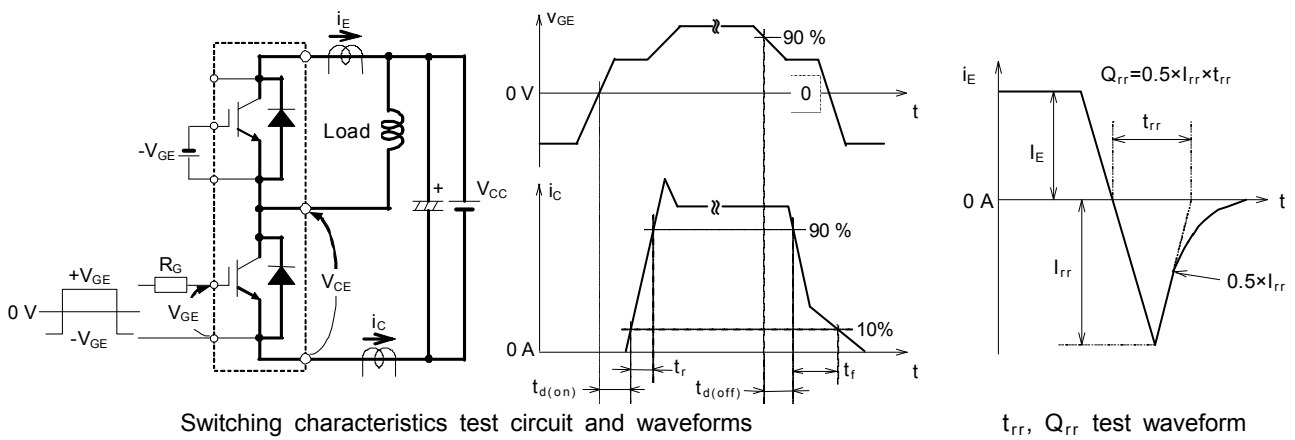 i_E
Load
-V_GE
V_CC
+
R_G
+V_GE
0 V
-V_GE
V_GE
V_CE
i_C
v_GE
90 %
0 V
0
t
i_C
90 %
10%
0 A
t_r
t_d(on)
t_d(off)
t_f
t
Switching characteristics test circuit and waveforms
i_E
Q_rr=0.5×I_rr×t_rr
t_rr
I_E
0 A
t
I_rr
0.5×I_rr
t_rr, Q_rr test waveform